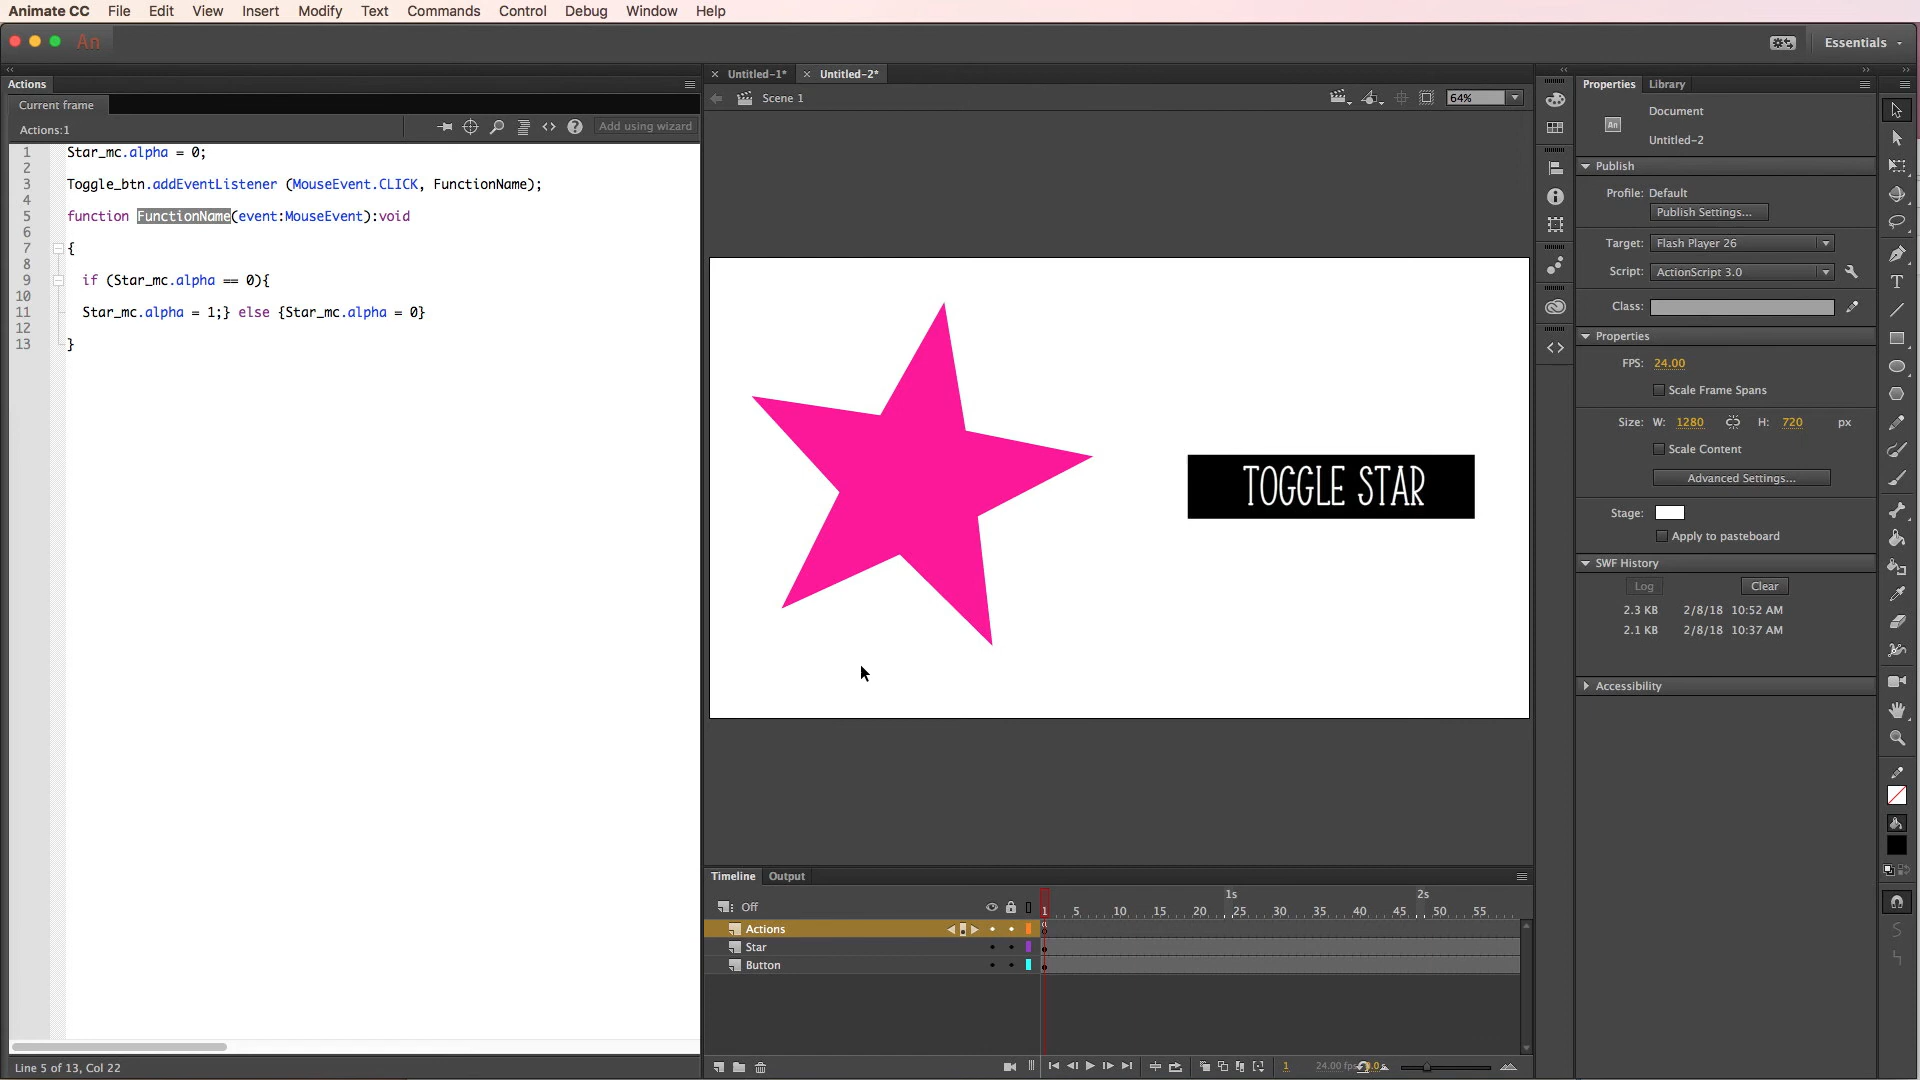 Animate CC File Edit View Insert Modify Text Commands Control Debug Window Help
An Essentials
Actions
Current frame
Actions:1
Add using wizard
1 Star_mc.alpha = 0;
2
3 Toggle_btn.addEventListener (MouseEvent.CLICK, FunctionName);
4
5 function FunctionName(event:MouseEvent):void
6
7 {
8
9 if (Star_mc.alpha == 0){
10
11 Star_mc.alpha = 1;} else {Star_mc.alpha = 0}
12
13 }
Line 5 of 13, Col 22
Untitled-1* Untitled-2*
Scene 1 64%
TOGGLE STAR
Timeline Output
Off
1s 2s
1 5 10 15 20 25 30 35 40 45 50 55
Actions
Star
Button
1 24.00 fps
Properties Library
Document
An
Untitled-2
Publish
Profile: Default
Publish Settings...
Target: Flash Player 26
Script: ActionScript 3.0
Class:
Properties
FPS: 24.00
Scale Frame Spans
Size: W: 1280 H: 720 px
Scale Content
Advanced Settings...
Stage:
Apply to pasteboard
SWF History
Log Clear
2.3 KB 2/8/18 10:52 AM
2.1 KB 2/8/18 10:37 AM
Accessibility